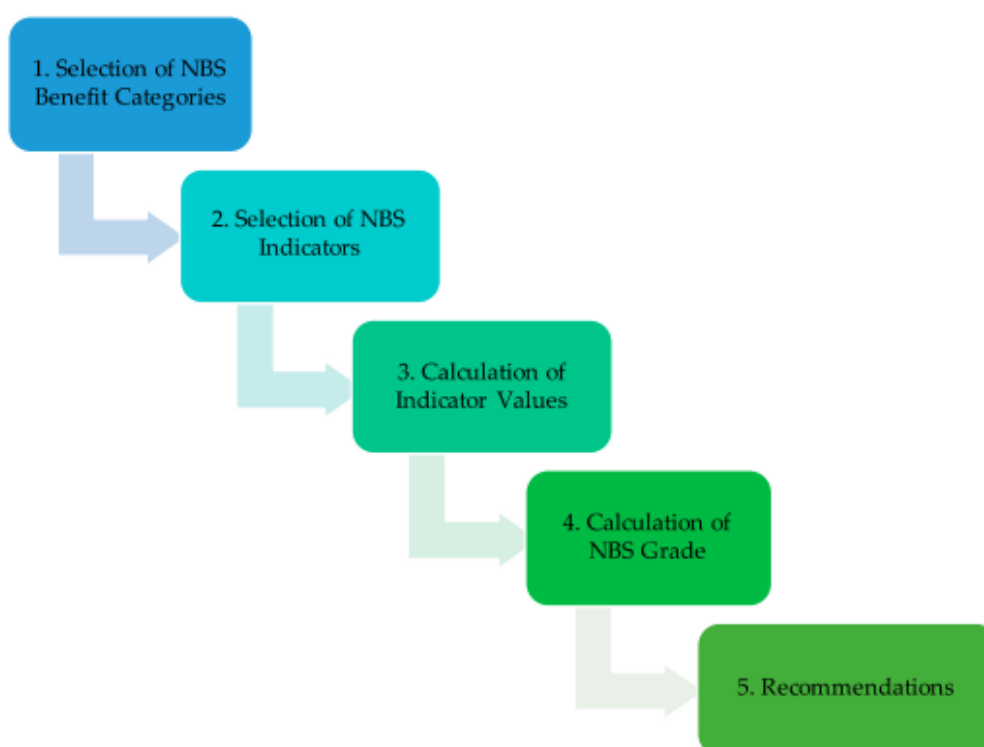 1. Selection of NBS
Benefit Categories
2. Selection of NBS
Indicators
3. Calculation of
Indicator Values
4. Calculation of
NBS Grade
5. Recommendations